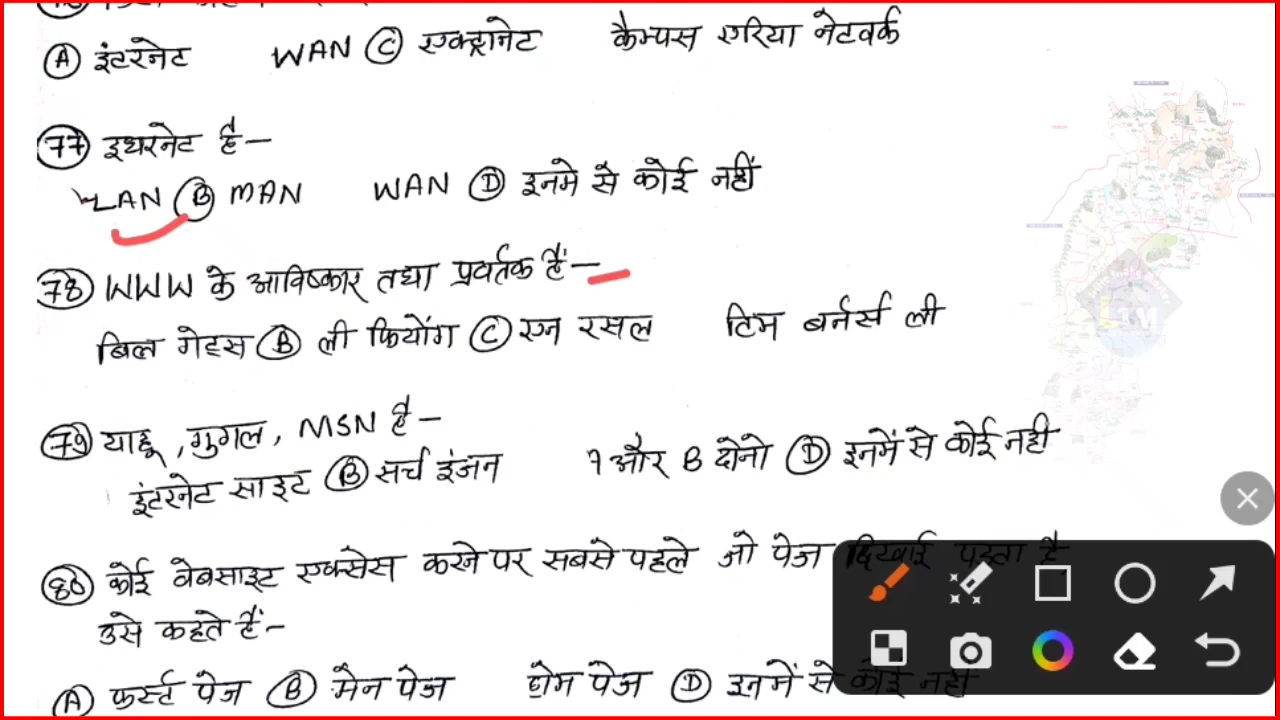 (A) इंटरनेट WAN (C) एक्ट्रानेट कैम्पस एरिया नेटवर्क
(77) इथरनेट है—
LAN (B) MAN WAN (D) इनमे से कोई नहीं
(78) WWW के आविष्कार तथा प्रवर्तक हैं—
बिल गेट्स (B) ली फियोंग (C) एन रसल टिम बर्नर्स ली
(79) याहू, गुगल, MSN है—
इंटरनेट साइट (B) सर्च इंजन और B दोनो (D) इनमें से कोई नही
(80) कोई वेबसाइट एक्सेस करने पर सबसे पहले जो पेज दिखाई पड़ता है
उसे कहते हैं—
(A) फर्स्ट पेज (B) मेन पेज होम पेज (D) इनमें से कोई नहीं